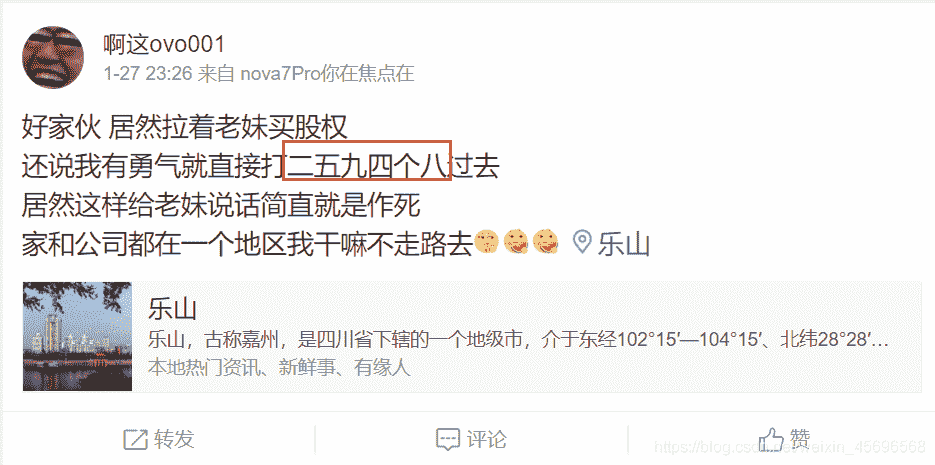 啊这ovo001
1-27 23:26 来自 nova7Pro你在焦点在
好家伙 居然拉着老妹买股权
还说我有勇气就直接打二五九四个八过去
居然这样给老妹说话简直就是作死
家和公司都在一个地区我干嘛不走路去 乐山
乐山
乐山，古称嘉州，是四川省下辖的一个地级市，介于东经102°15′—104°15′、北纬28°28′...
本地热门资讯、新鲜事、有缘人
转发
评论
赞
https://blog.csdn.net/weixin_45696568